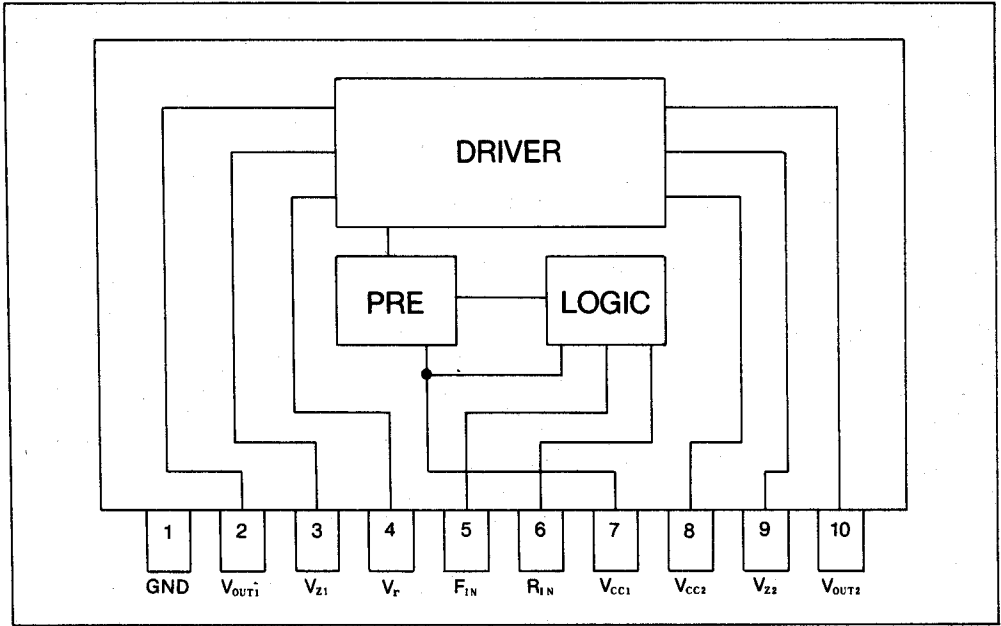 DRIVER
PRE LOGIC
1 2 3 4 5 6 7 8 9 10
GND VOUT1 VZ1 Vr FIN RIN VCC1 VCC2 VZ2 VOUT2